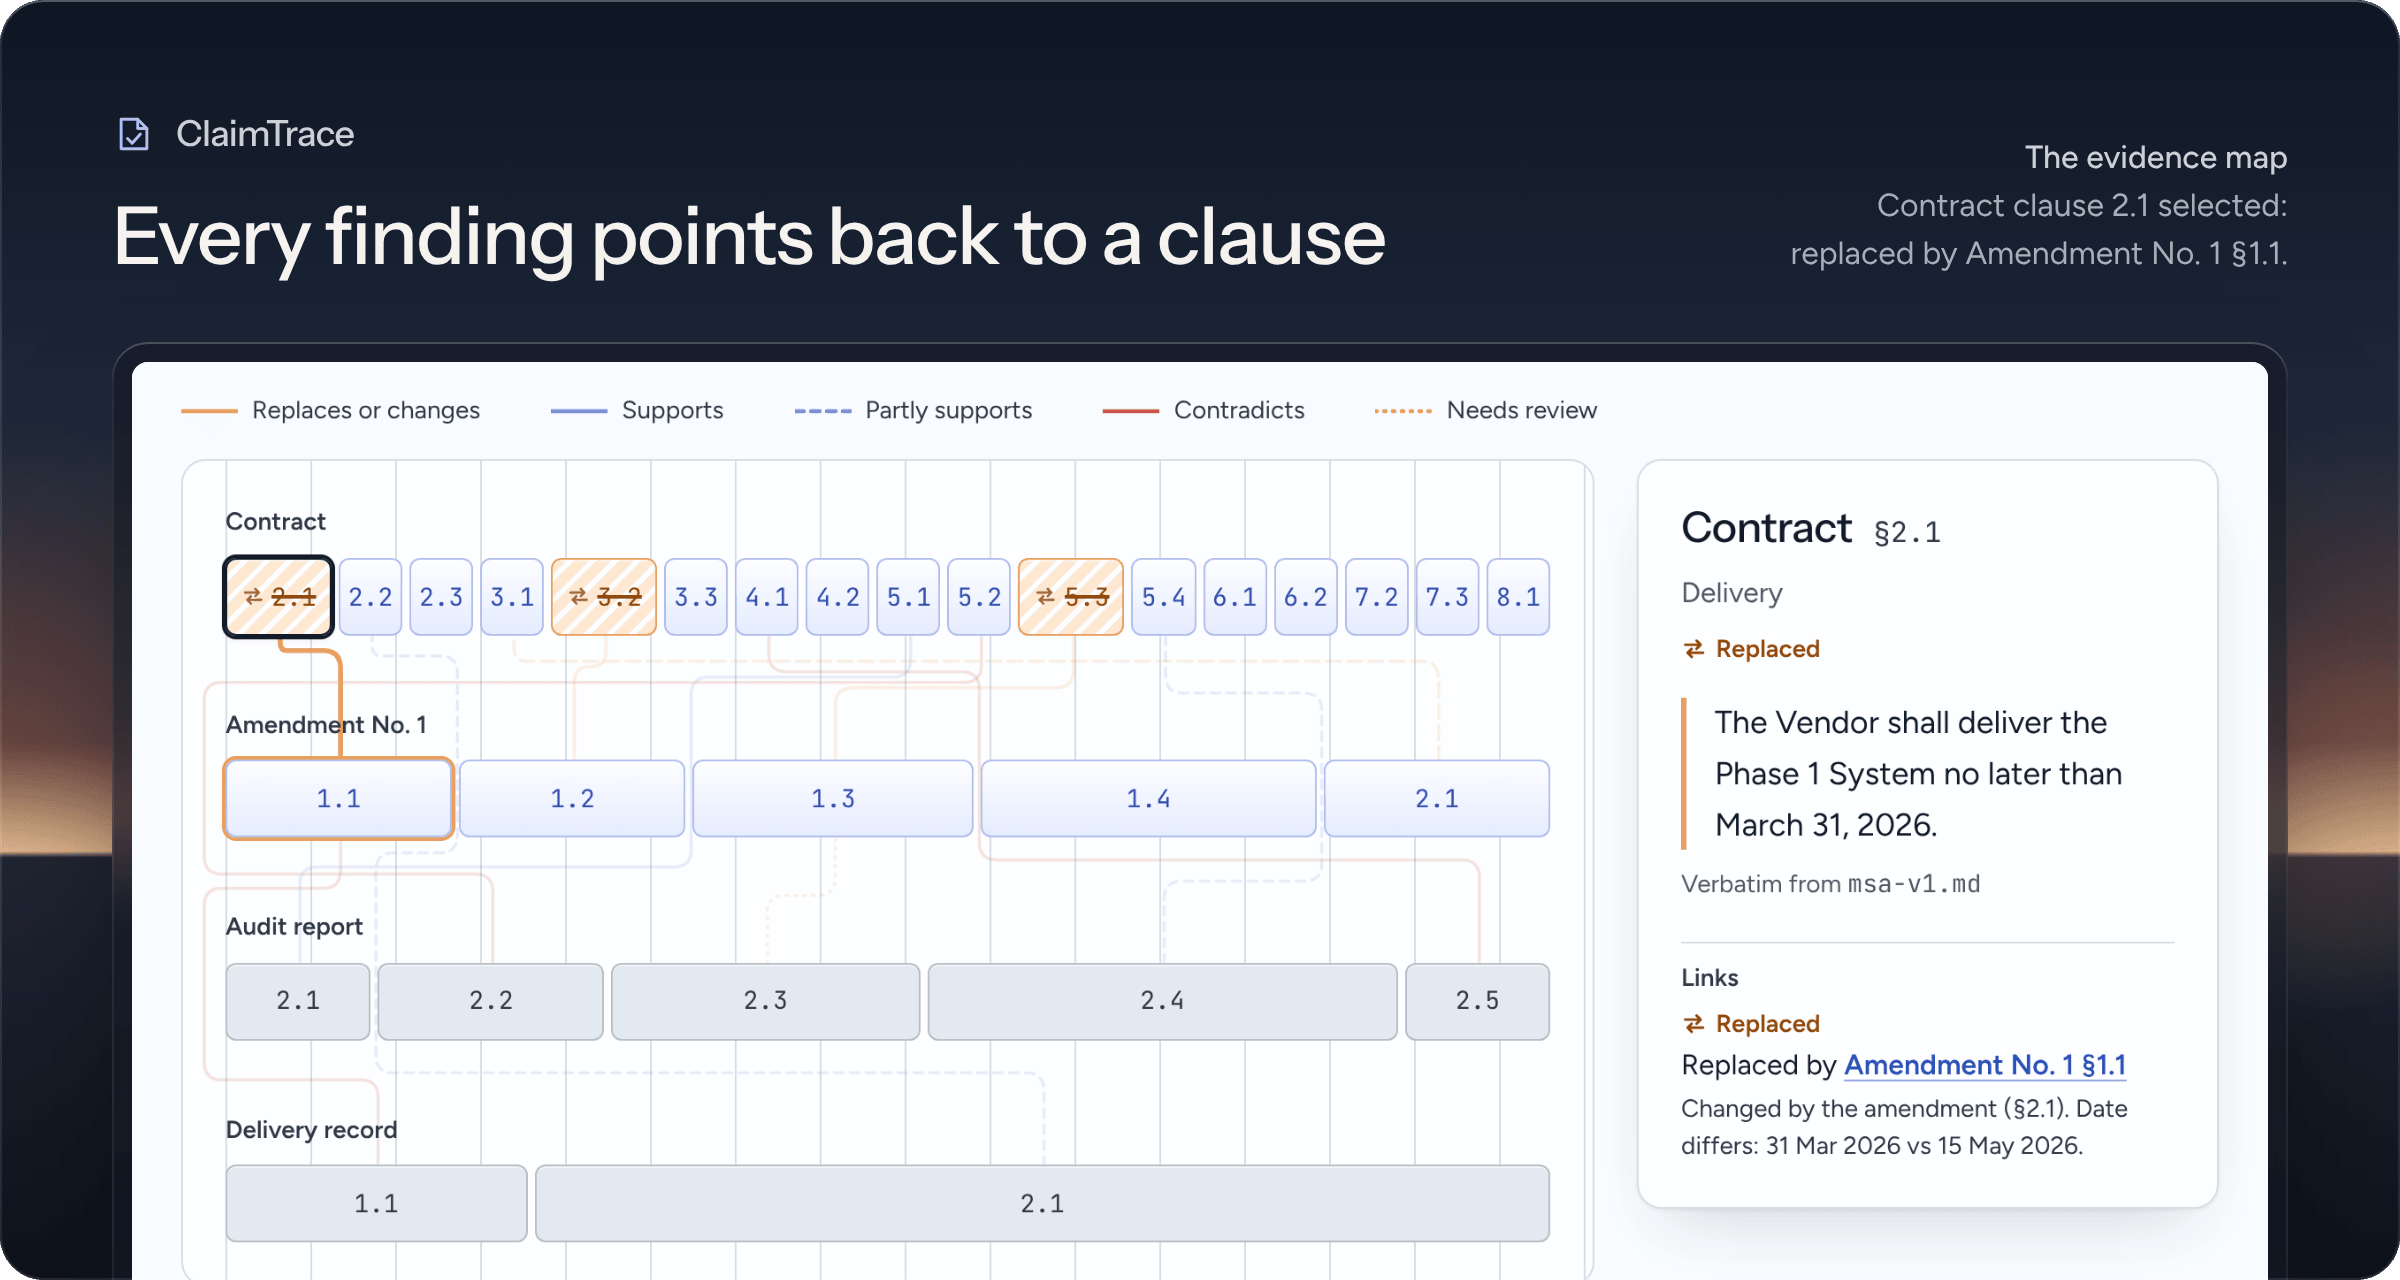 ClaimTrace
Every finding points back to a clause
The evidence map
Contract clause 2.1 selected:
replaced by Amendment No. 1 §1.1.
Replaces or changes
Supports
Partly supports
Contradicts
Needs review
Contract
2.1 2.2 2.3 3.1 3.2 3.3 4.1 4.2 5.1 5.2 5.3 5.4 6.1 6.2 7.2 7.3 8.1
Amendment No. 1
1.1 1.2 1.3 1.4 2.1
Audit report
2.1 2.2 2.3 2.4 2.5
Delivery record
1.1 2.1
Contract §2.1
Delivery
Replaced
The Vendor shall deliver the
Phase 1 System no later than
March 31, 2026.
Verbatim from msa-v1.md
Links
Replaced
Replaced by Amendment No. 1 §1.1
Changed by the amendment (§2.1). Date
differs: 31 Mar 2026 vs 15 May 2026.